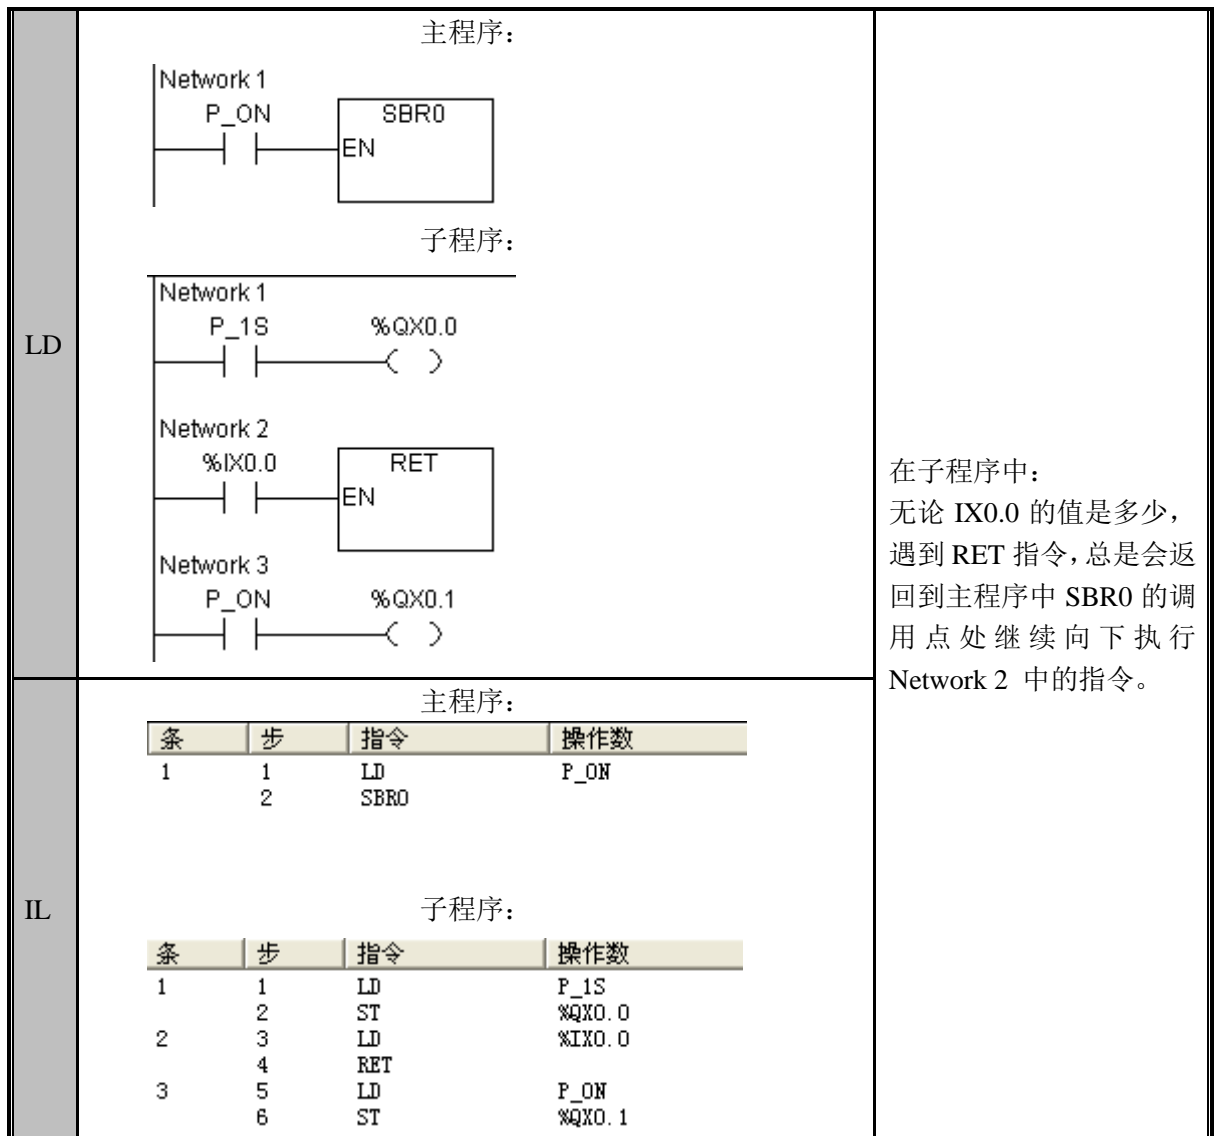 LD
主程序：
Network 1
P_ON
SBR0
EN
子程序：
Network 1
P_1S %QX0.0
Network 2
%IX0.0
RET
EN
Network 3
P_ON %QX0.1
在子程序中：
无论 IX0.0 的值是多少，
遇到 RET 指令，总是会返
回到主程序中 SBR0 的调
用点处继续向下执行
Network 2 中的指令。
IL
主程序：
条 步 指令 操作数
1 1 LD P_ON
2 SBR0
子程序：
条 步 指令 操作数
1 1 LD P_1S
2 ST %QX0.0
2 3 LD %IX0.0
4 RET
3 5 LD P_ON
6 ST %QX0.1